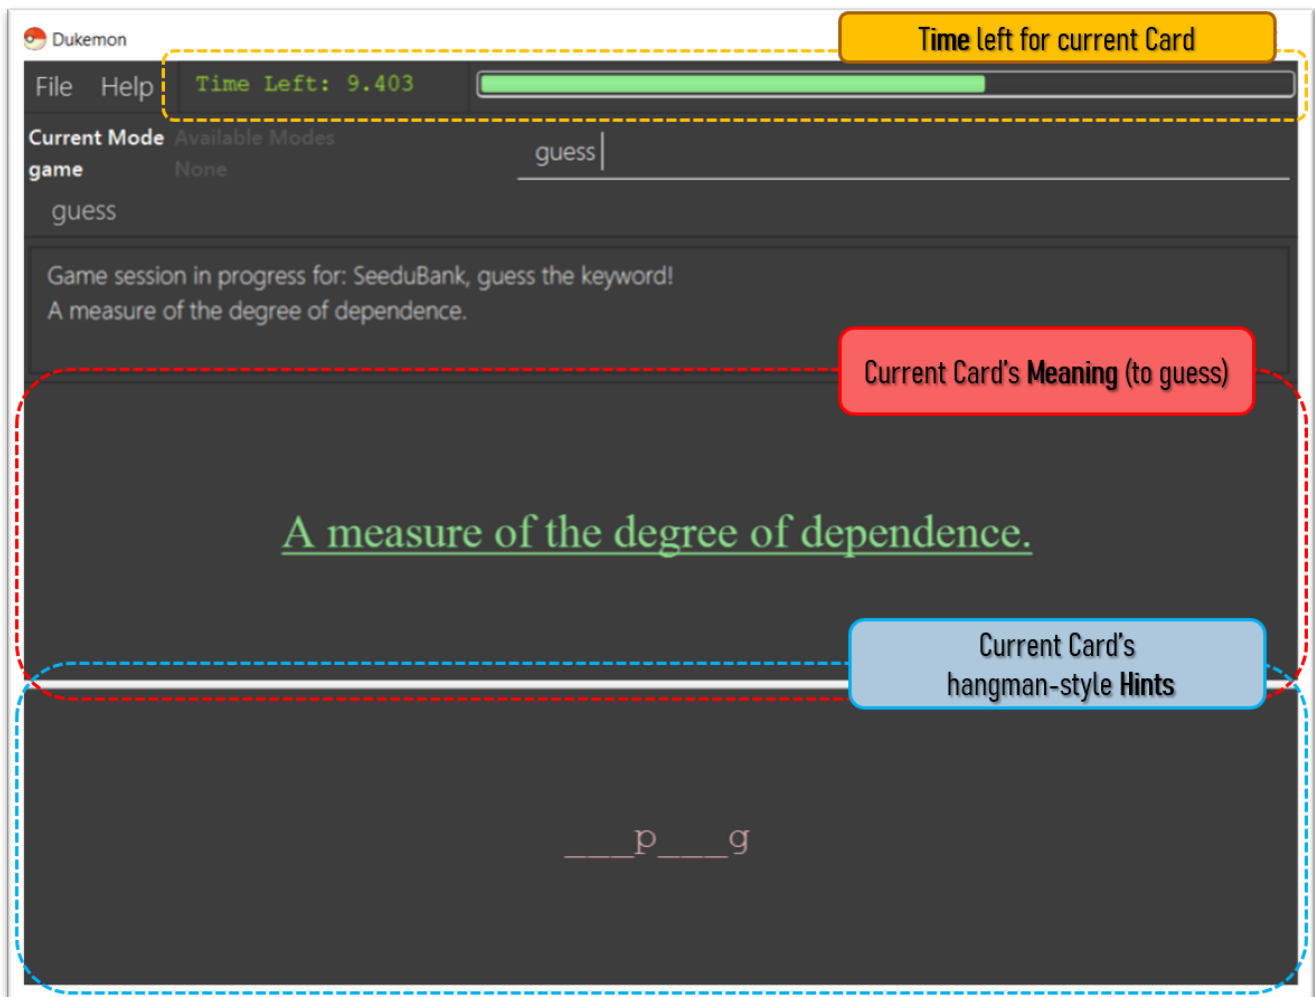 Dukemon
Time left for current Card
File Help Time Left: 9.403
Current Mode Available Modes
game None
guess
guess
Game session in progress for: SeeduBank, guess the keyword!
A measure of the degree of dependence.
Current Card's Meaning (to guess)
A measure of the degree of dependence.
Current Card's
hangman-style Hints
___p___g